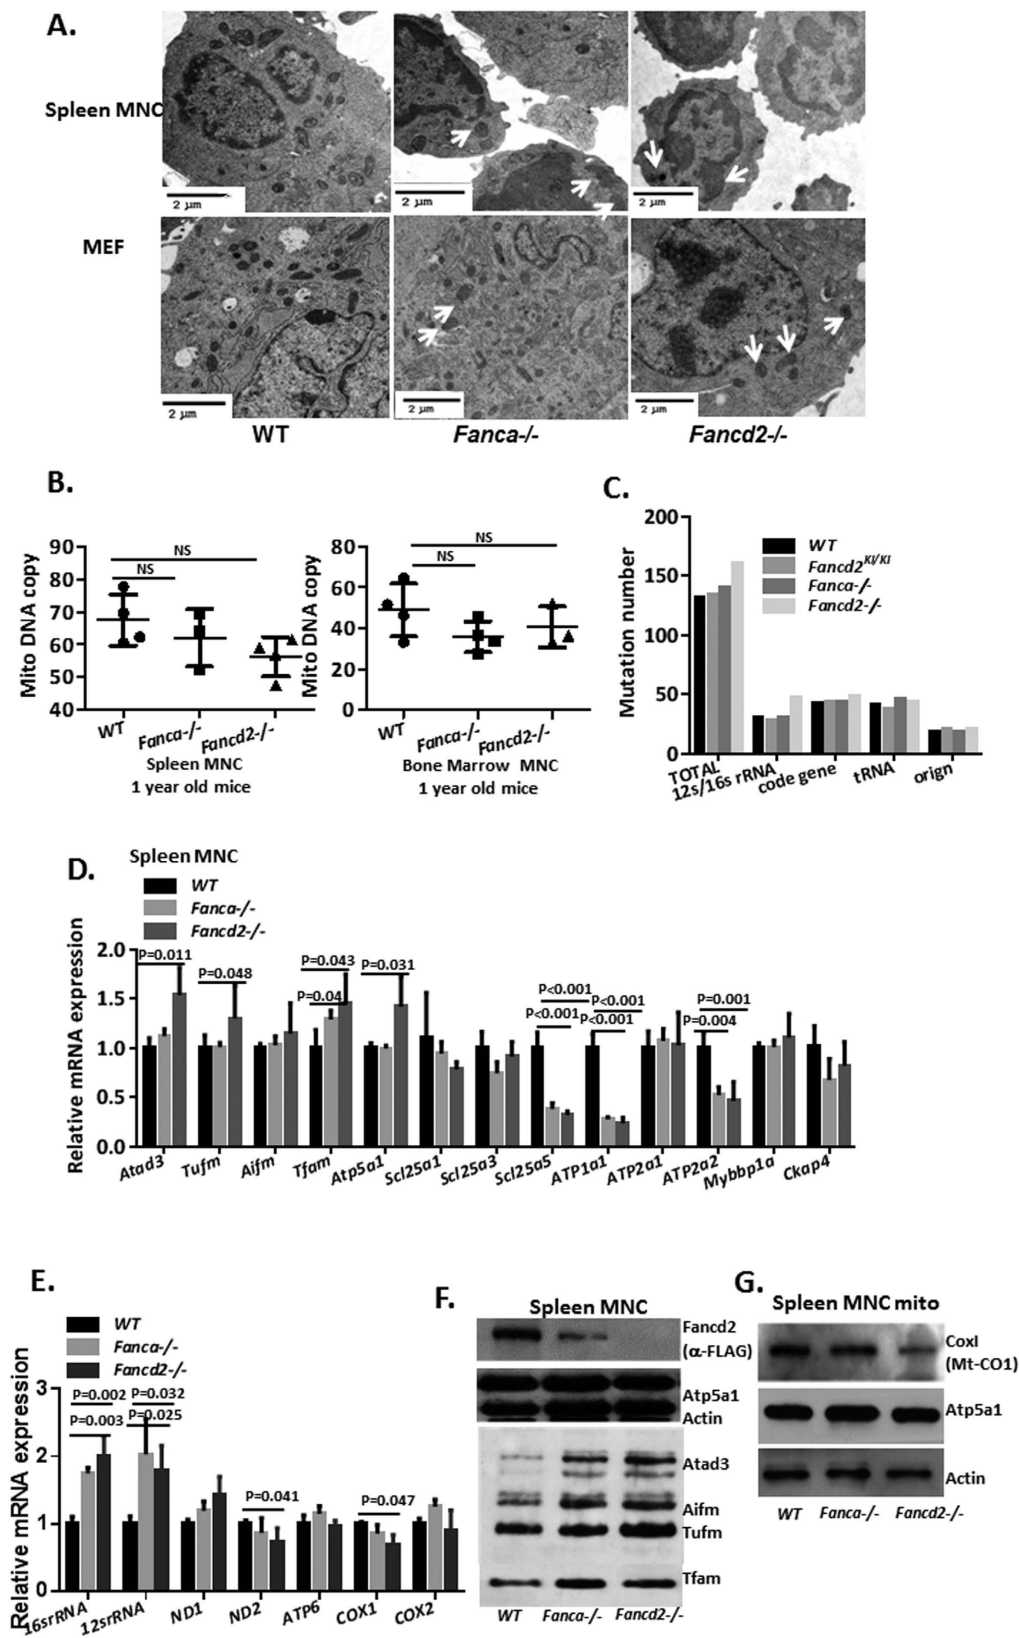 A.
Spleen MNC
2 μm
2 μm
2 μm
MEF
2 μm
2 μm
2 μm
WT
Fanca-/-
Fancd2-/-
B.
Mito DNA copy
90
80
70
60
50
40
NS
NS
WT
Fanca-/-
Fancd2-/-
Spleen MNC
1 year old mice
Mito DNA copy
80
60
40
20
0
NS
NS
WT
Fanca-/-
Fancd2-/-
Bone Marrow MNC
1 year old mice
C.
Mutation number
200
150
100
50
0
WT
Fancd2KI/KI
Fanca-/-
Fancd2-/-
TOTAL
12s/16s rRNA
code gene
tRNA
orign
D.
Spleen MNC
WT
Fanca-/-
Fancd2-/-
Relative mRNA expression
2.0
1.5
1.0
0.5
0.0
P=0.011
P=0.048
P=0.043
P=0.04
P=0.031
P<0.001
P<0.001
P<0.001
P<0.001
P=0.001
P=0.004
Atad3
Tufm
Aifm
Tfam
Atp5a1
Scl25a1
Scl25a3
Scl25a5
ATP1a1
ATP2a1
ATP2a2
Mybbp1a
Ckap4
E.
WT
Fanca-/-
Fancd2-/-
Relative mRNA expression
3
2
1
0
P=0.002
P=0.003
P=0.032
P=0.025
P=0.041
P=0.047
16srRNA
12srRNA
ND1
ND2
ATP6
COX1
COX2
F.
Spleen MNC
Fancd2
(α-FLAG)
Atp5a1
Actin
Atad3
Aifm
Tufm
Tfam
WT
Fanca-/-
Fancd2-/-
G.
Spleen MNC mito
CoxI
(Mt-CO1)
Atp5a1
Actin
WT
Fanca-/-
Fancd2-/-